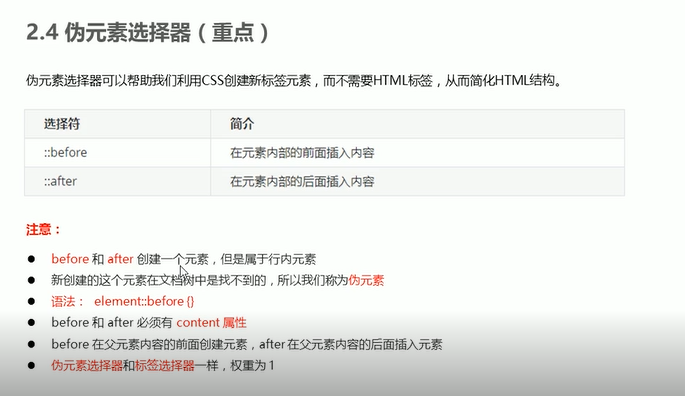 2.4 伪元素选择器（重点）
伪元素选择器可以帮助我们利用CSS创建新标签元素，而不需要HTML标签，从而简化HTML结构。
选择符 简介
::before 在元素内部的前面插入内容
::after 在元素内部的后面插入内容
注意：
● before 和 after 创建一个元素，但是属于行内元素
● 新创建的这个元素在文档树中是找不到的，所以我们称为伪元素
● 语法： element::before {}
● before 和 after 必须有 content 属性
● before 在父元素内容的前面创建元素，after 在父元素内容的后面插入元素
● 伪元素选择器和标签选择器一样，权重为 1